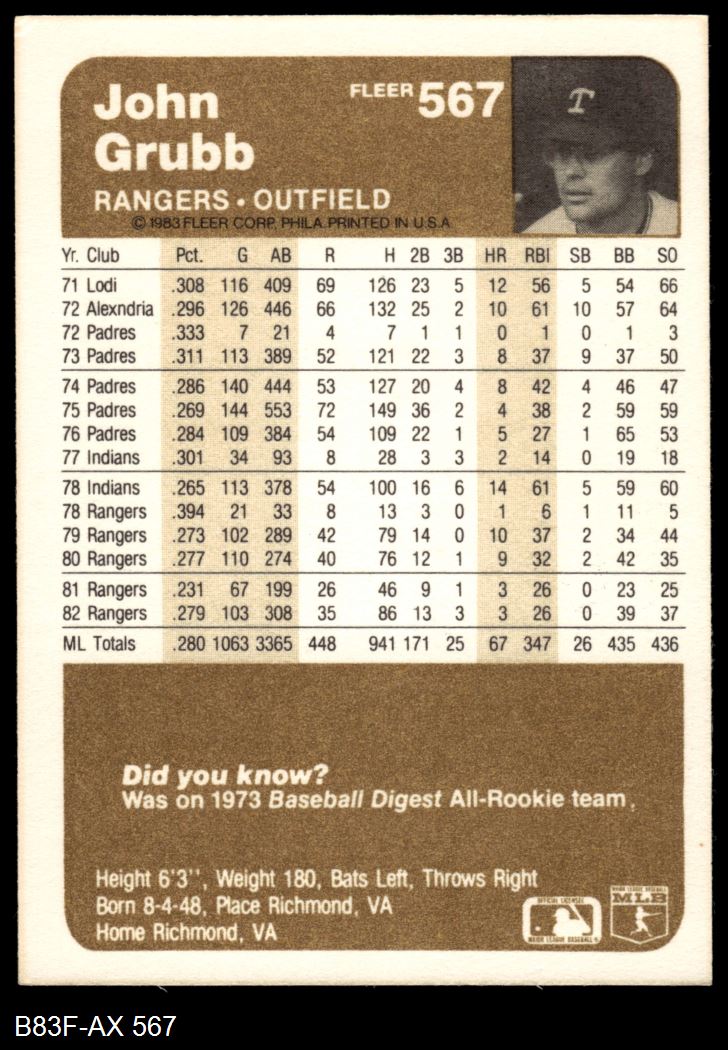 John
Grubb
FLEER 567
T
RANGERS • OUTFIELD
© 1983 FLEER CORP. PHILA. PRINTED IN U.S.A.
Yr. Club Pct. G AB R H 2B 3B HR RBI SB BB SO
71 Lodi .308 116 409 69 126 23 5 12 56 5 54 66
72 Alexndria .296 126 446 66 132 25 2 10 61 10 57 64
72 Padres .333 7 21 4 7 1 1 0 1 0 1 3
73 Padres .311 113 389 52 121 22 3 8 37 9 37 50
74 Padres .286 140 444 53 127 20 4 8 42 4 46 47
75 Padres .269 144 553 72 149 36 2 4 38 2 59 59
76 Padres .284 109 384 54 109 22 1 5 27 1 65 53
77 Indians .301 34 93 8 28 3 3 2 14 0 19 18
78 Indians .265 113 378 54 100 16 6 14 61 5 59 60
78 Rangers .394 21 33 8 13 3 0 1 6 1 11 5
79 Rangers .273 102 289 42 79 14 0 10 37 2 34 44
80 Rangers .277 110 274 40 76 12 1 9 32 2 42 35
81 Rangers .231 67 199 26 46 9 1 3 26 0 23 25
82 Rangers .279 103 308 35 86 13 3 3 26 0 39 37
ML Totals .280 1063 3365 448 941 171 25 67 347 26 435 436
Did you know?
Was on 1973 Baseball Digest All-Rookie team.
Height 6'3'', Weight 180, Bats Left, Throws Right
Born 8-4-48, Place Richmond, VA
Home Richmond, VA
OFFICIAL LICENSEE
MAJOR LEAGUE BASEBALL
MAJOR LEAGUE BASEBALL
MLB
B83F-AX 567